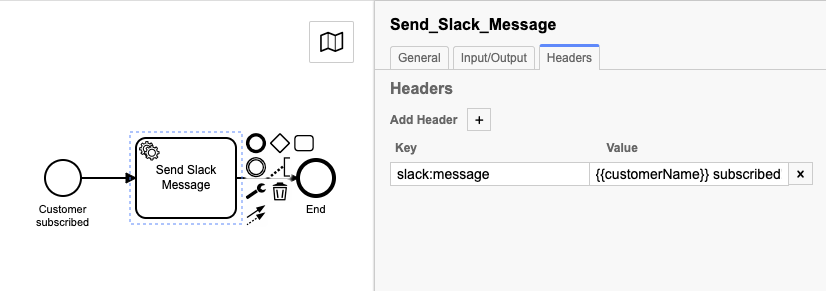 Send_Slack_Message
General
Input/Output
Headers
Headers
Add Header +
Key
Value
slack:message
{{customerName}} subscribed
×
Send Slack
Message
Customer
subscribed
End